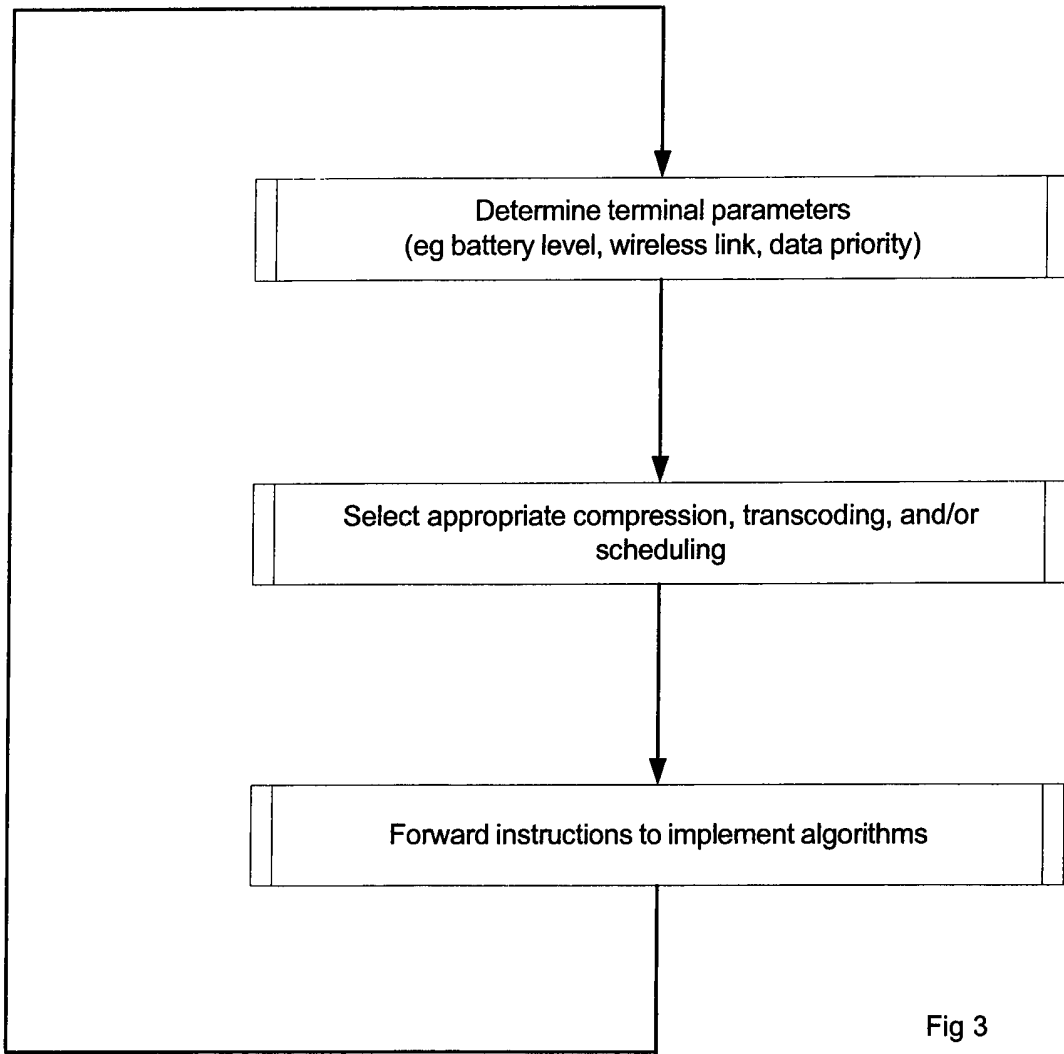 Determine terminal parameters
(eg battery level, wireless link, data priority)
Select appropriate compression, transcoding, and/or
scheduling
Forward instructions to implement algorithms
Fig 3